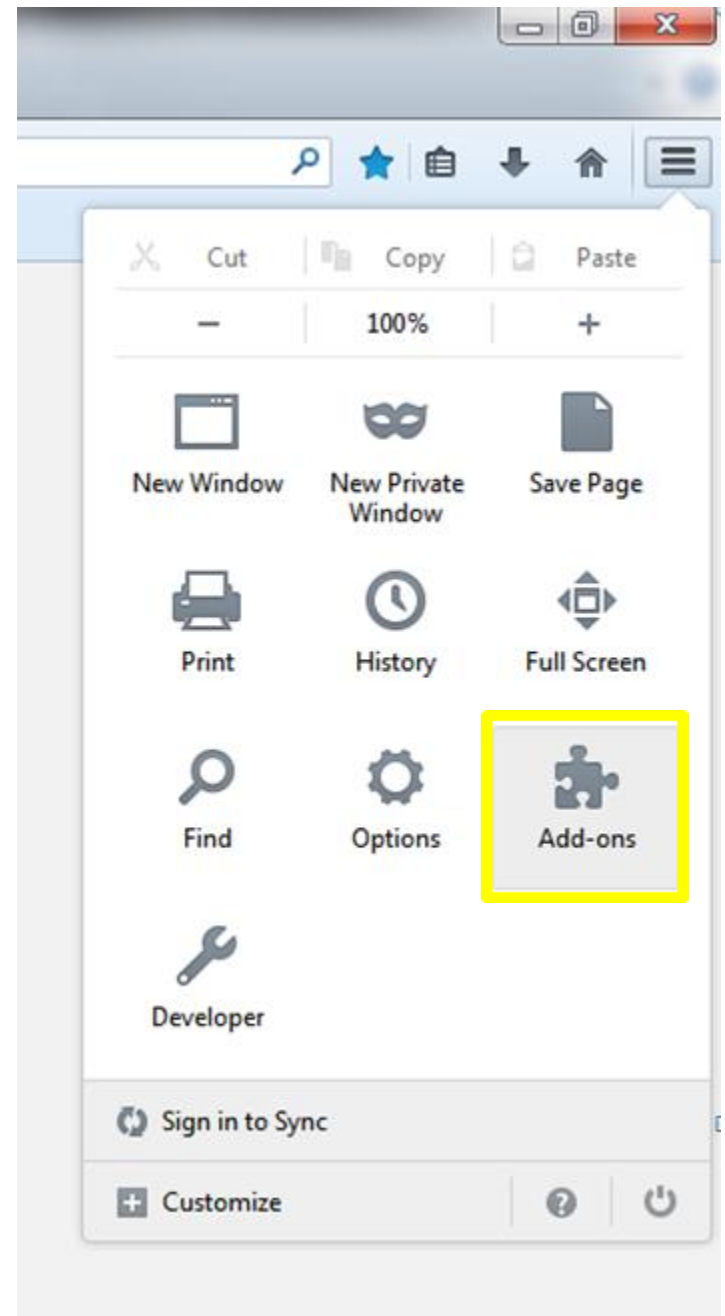 Cut Copy Paste
− 100% +
New Window New Private Window Save Page
Print History Full Screen
Find Options Add-ons
Developer
Sign in to Sync
Customize